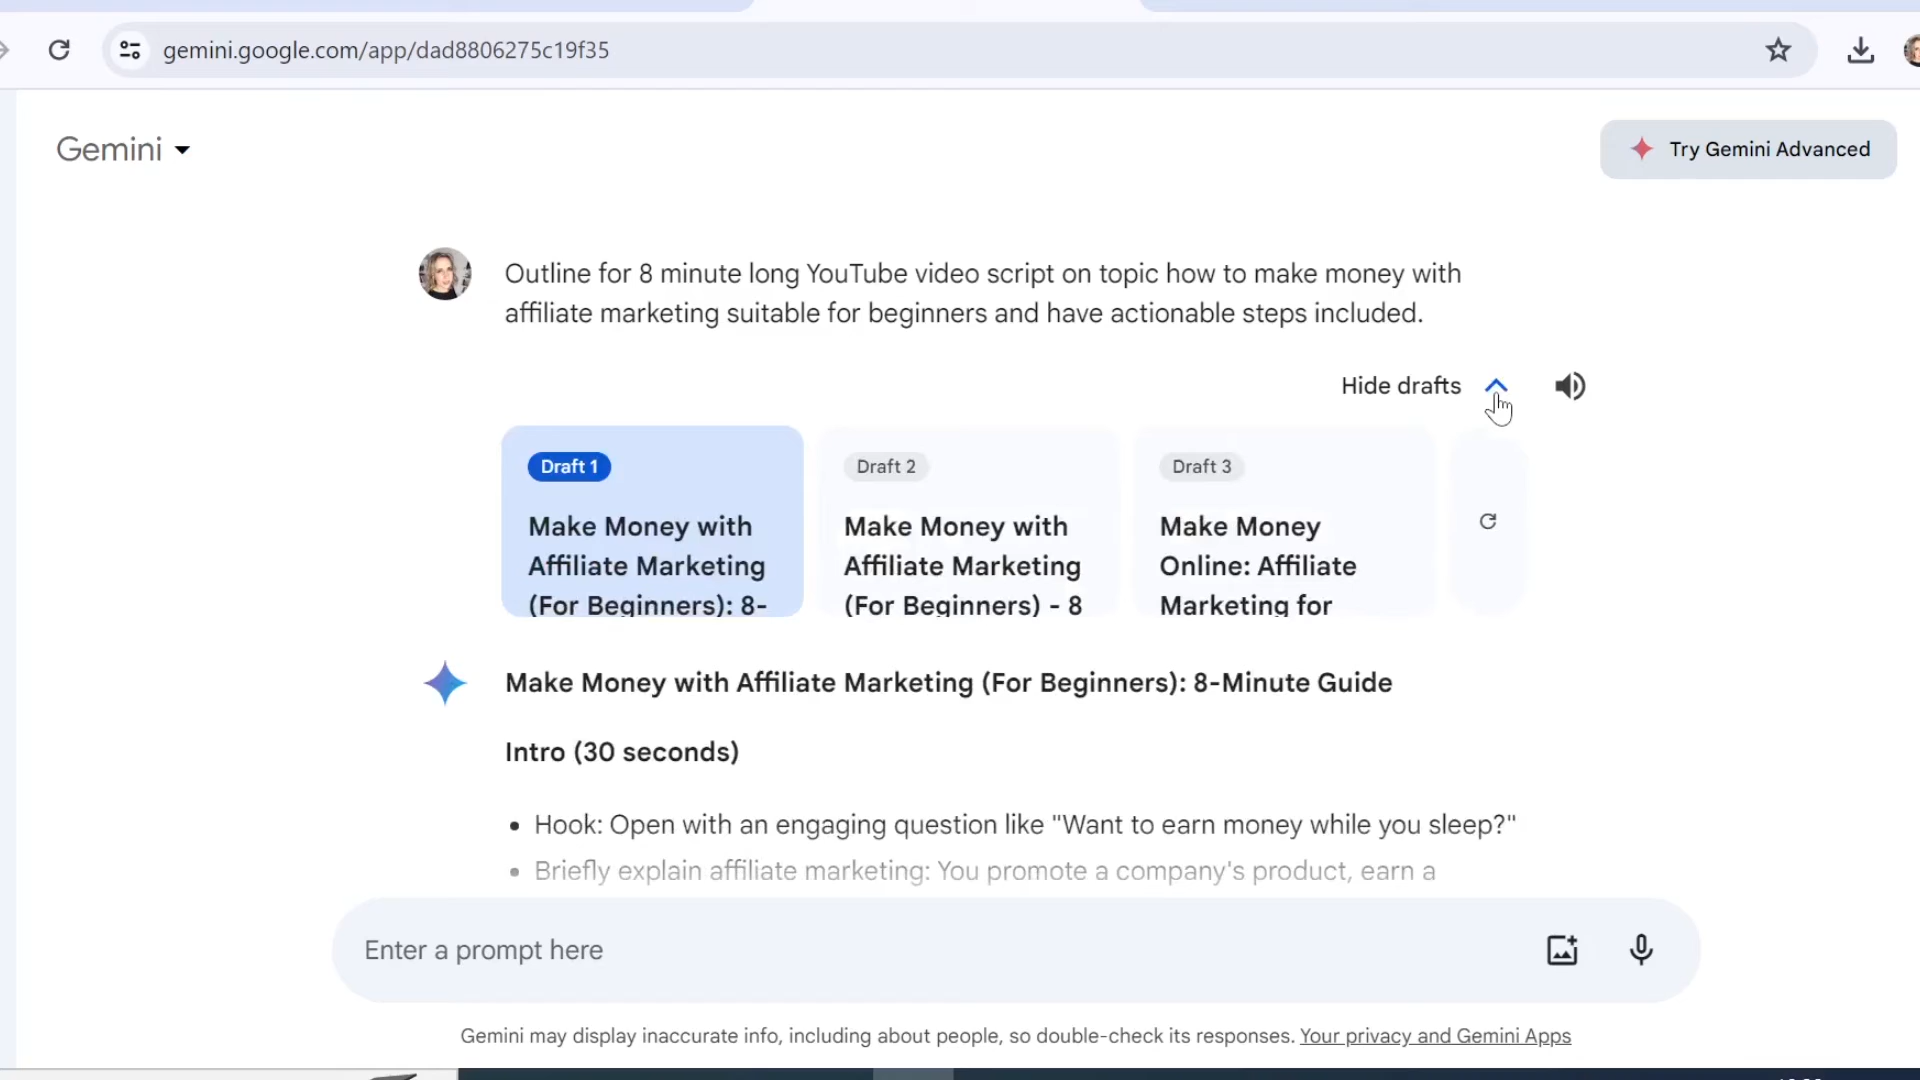 gemini.google.com/app/dad8806275c19f35
Gemini
Try Gemini Advanced
Outline for 8 minute long YouTube video script on topic how to make money with
affiliate marketing suitable for beginners and have actionable steps included.
Hide drafts
Draft 1
Make Money with
Affiliate Marketing
(For Beginners): 8-
Draft 2
Make Money with
Affiliate Marketing
(For Beginners) - 8
Draft 3
Make Money
Online: Affiliate
Marketing for
Make Money with Affiliate Marketing (For Beginners): 8-Minute Guide
Intro (30 seconds)
• Hook: Open with an engaging question like "Want to earn money while you sleep?"
• Briefly explain affiliate marketing: You promote a company's product, earn a
Enter a prompt here
Gemini may display inaccurate info, including about people, so double-check its responses. Your privacy and Gemini Apps